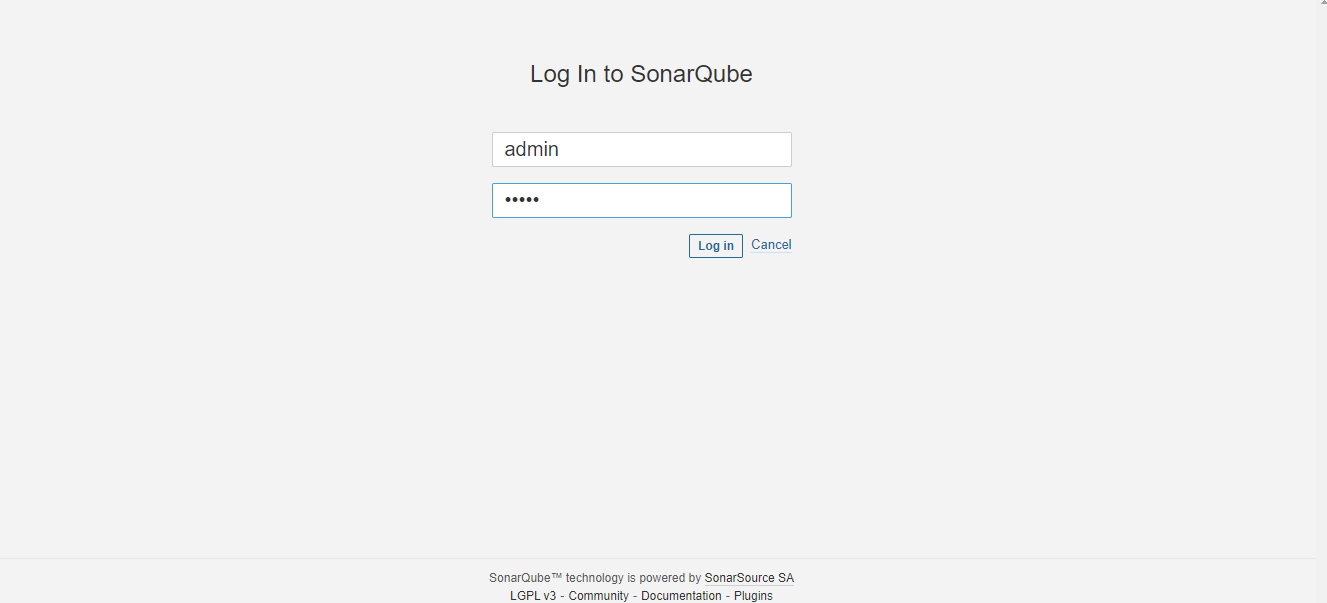 Log In to SonarQube
admin
•••••
Log in Cancel
SonarQube™ technology is powered by SonarSource SA
LGPL v3 - Community - Documentation - Plugins